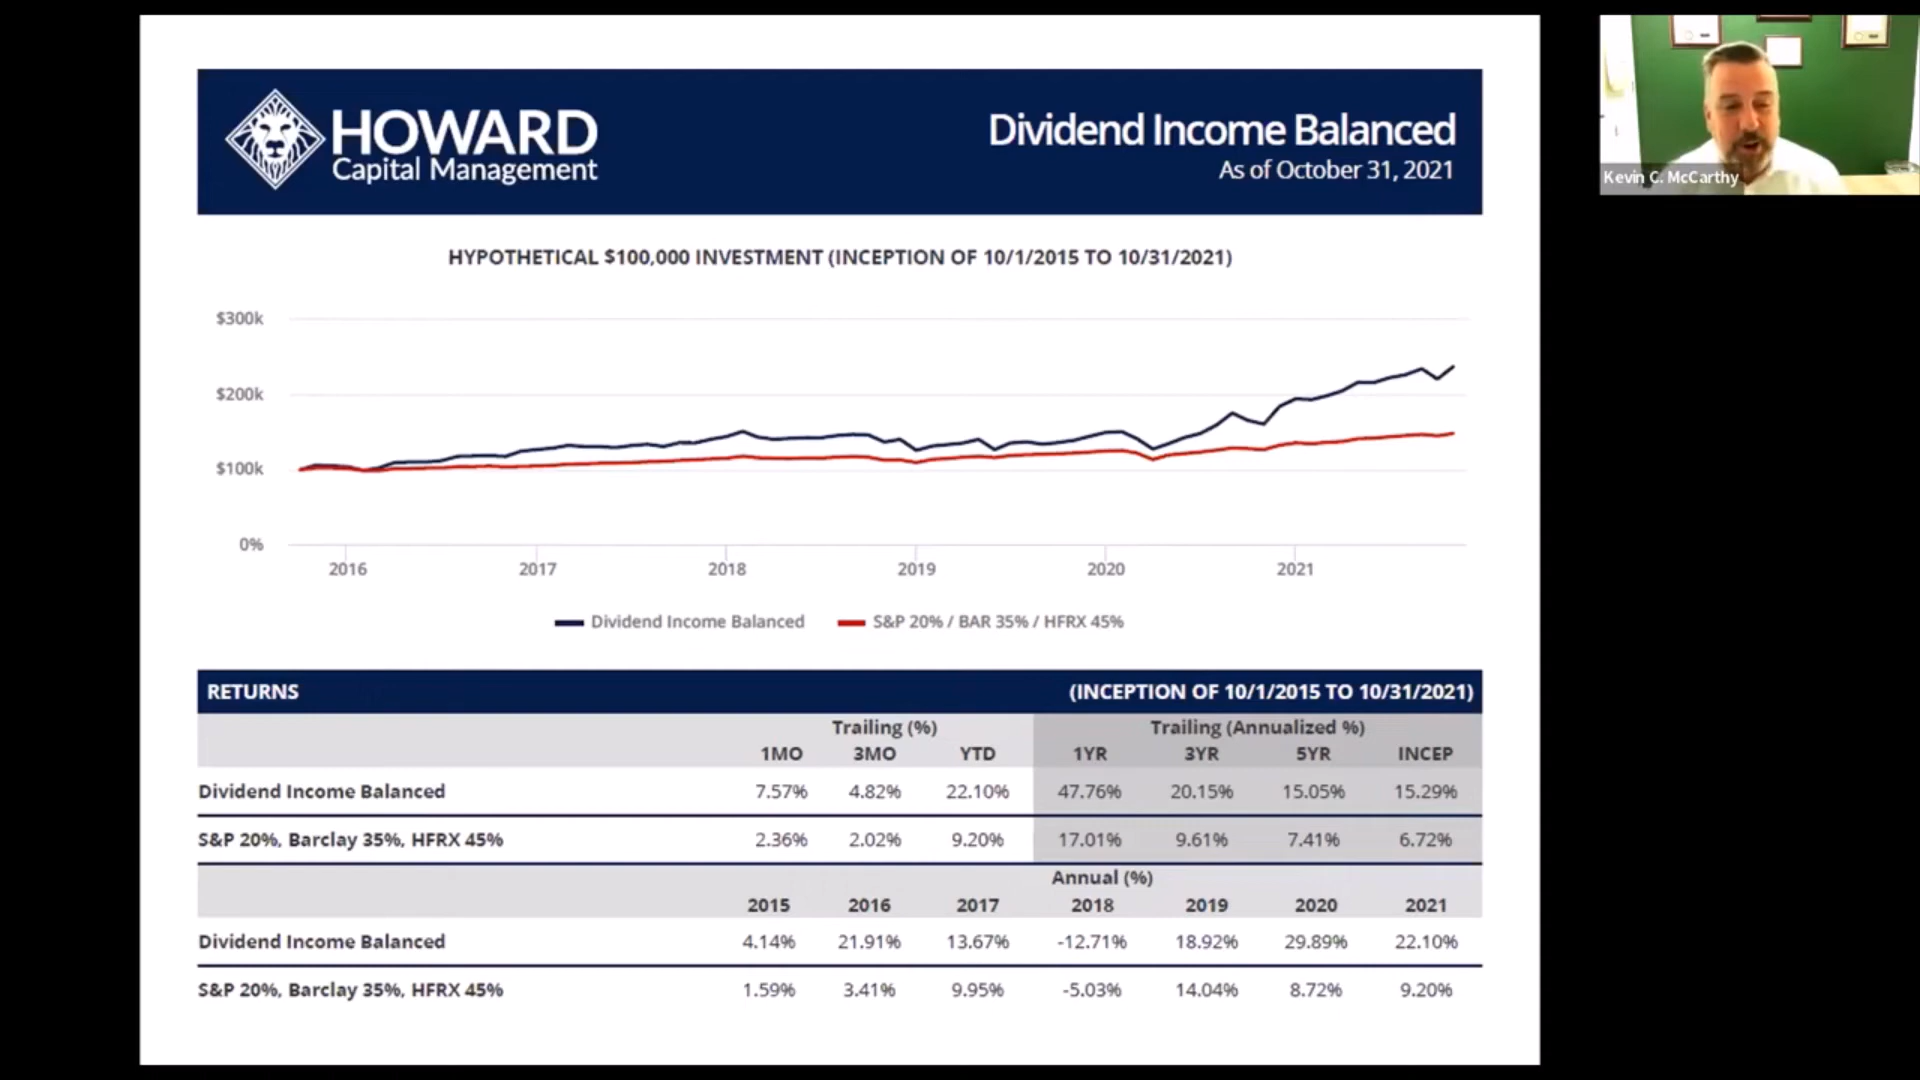 HOWARD
Capital Management
Dividend Income Balanced
As of October 31, 2021
Kevin C. McCarthy
HYPOTHETICAL $100,000 INVESTMENT (INCEPTION OF 10/1/2015 TO 10/31/2021)
$300k
$200k
$100k
0%
2016 2017 2018 2019 2020 2021
Dividend Income Balanced S&P 20% / BAR 35% / HFRX 45%
RETURNS (INCEPTION OF 10/1/2015 TO 10/31/2021)
Trailing (%) Trailing (Annualized %)
1MO 3MO YTD 1YR 3YR 5YR INCEP
Dividend Income Balanced 7.57% 4.82% 22.10% 47.76% 20.15% 15.05% 15.29%
S&P 20%, Barclay 35%, HFRX 45% 2.36% 2.02% 9.20% 17.01% 9.61% 7.41% 6.72%
Annual (%)
2015 2016 2017 2018 2019 2020 2021
Dividend Income Balanced 4.14% 21.91% 13.67% -12.71% 18.92% 29.89% 22.10%
S&P 20%, Barclay 35%, HFRX 45% 1.59% 3.41% 9.95% -5.03% 14.04% 8.72% 9.20%